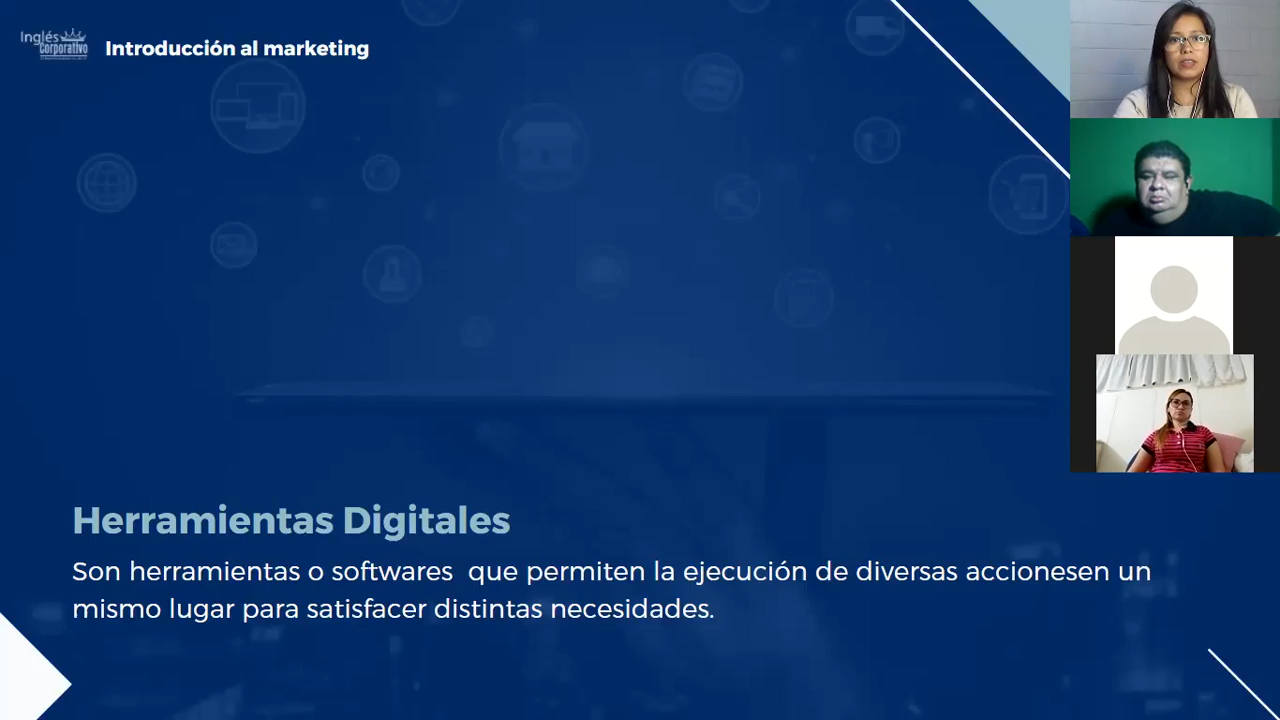 Inglés
Corporativo
Introducción al marketing
Herramientas Digitales
Son herramientas o softwares  que permiten la ejecución de diversas accionesen un
mismo lugar para satisfacer distintas necesidades.